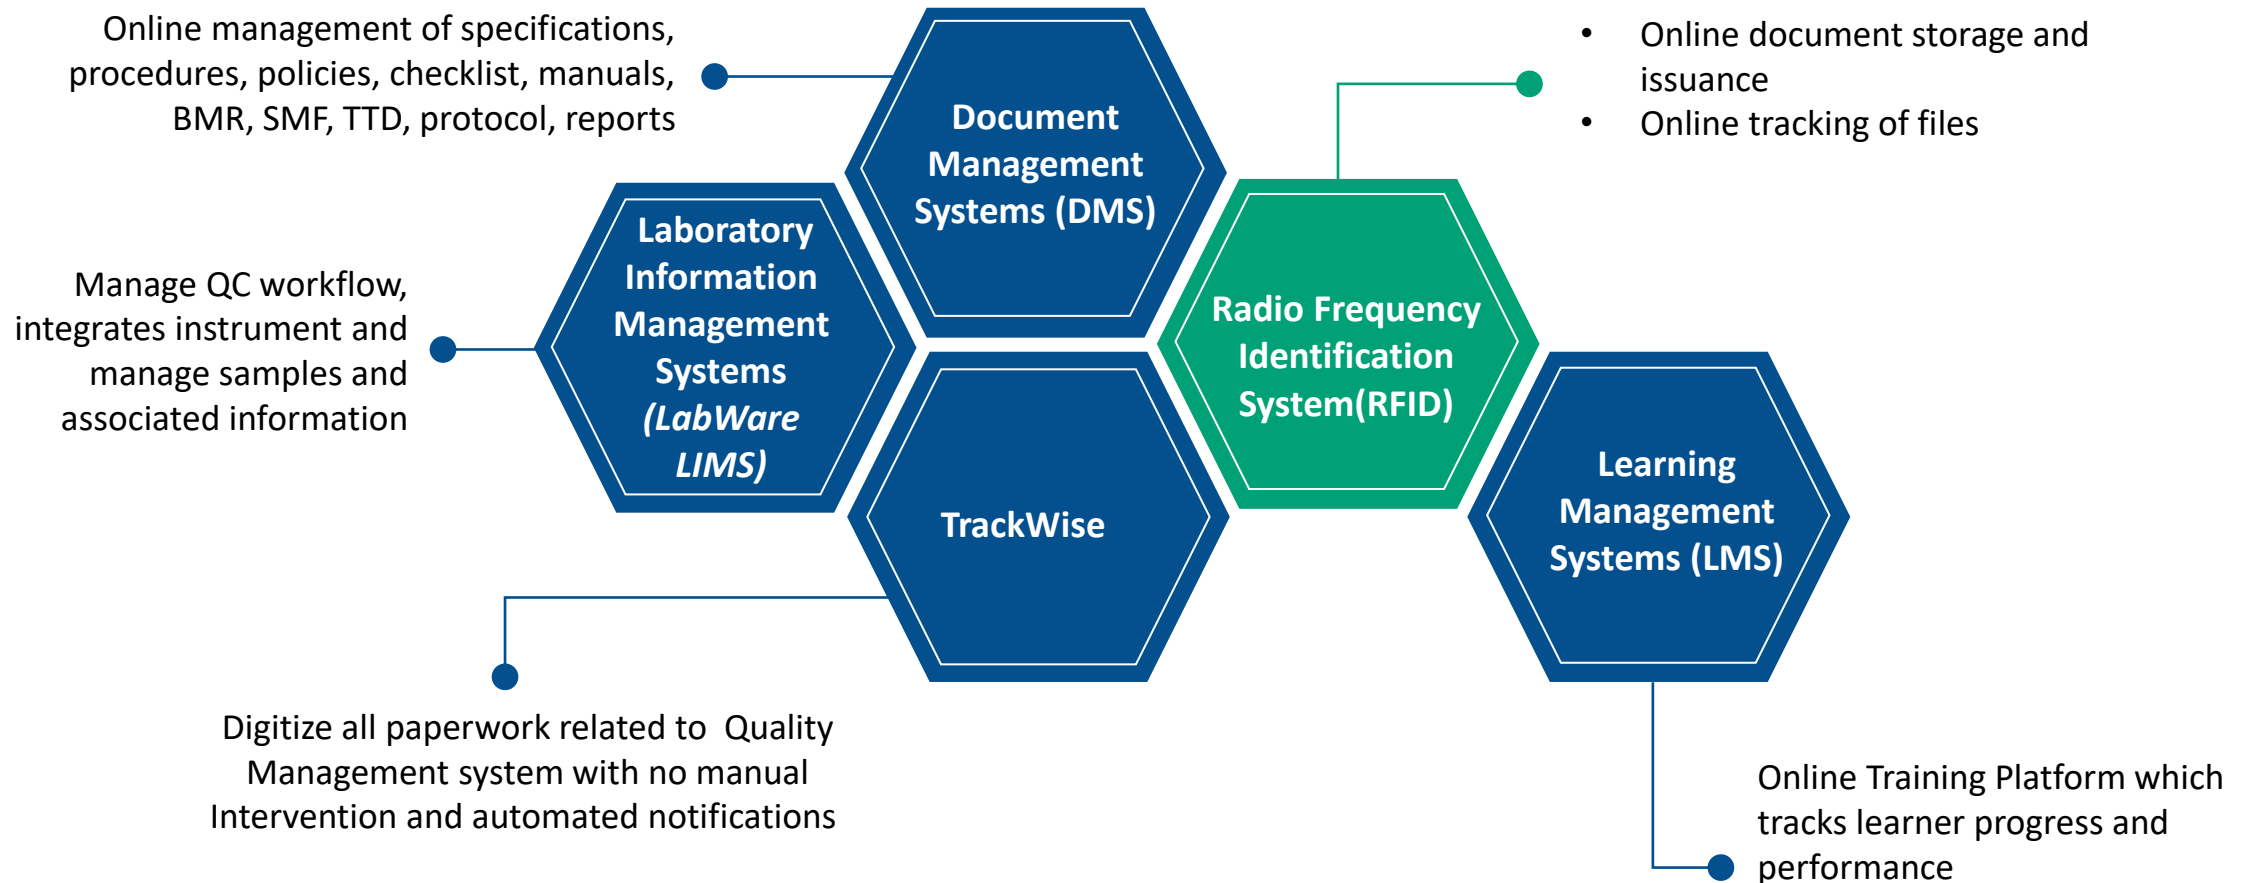 Online management of specifications,
procedures, policies, checklist, manuals,
BMR, SMF, TTD, protocol, reports
Document
Management
Systems (DMS)
• Online document storage and
issuance
• Online tracking of files
Laboratory
Information
Management
Systems
(LabWare
LIMS)
Manage QC workflow,
integrates instrument and
manage samples and
associated information
Radio Frequency
Identification
System(RFID)
TrackWise
Learning
Management
Systems (LMS)
Digitize all paperwork related to  Quality
Management system with no manual
Intervention and automated notifications
Online Training Platform which
tracks learner progress and
performance